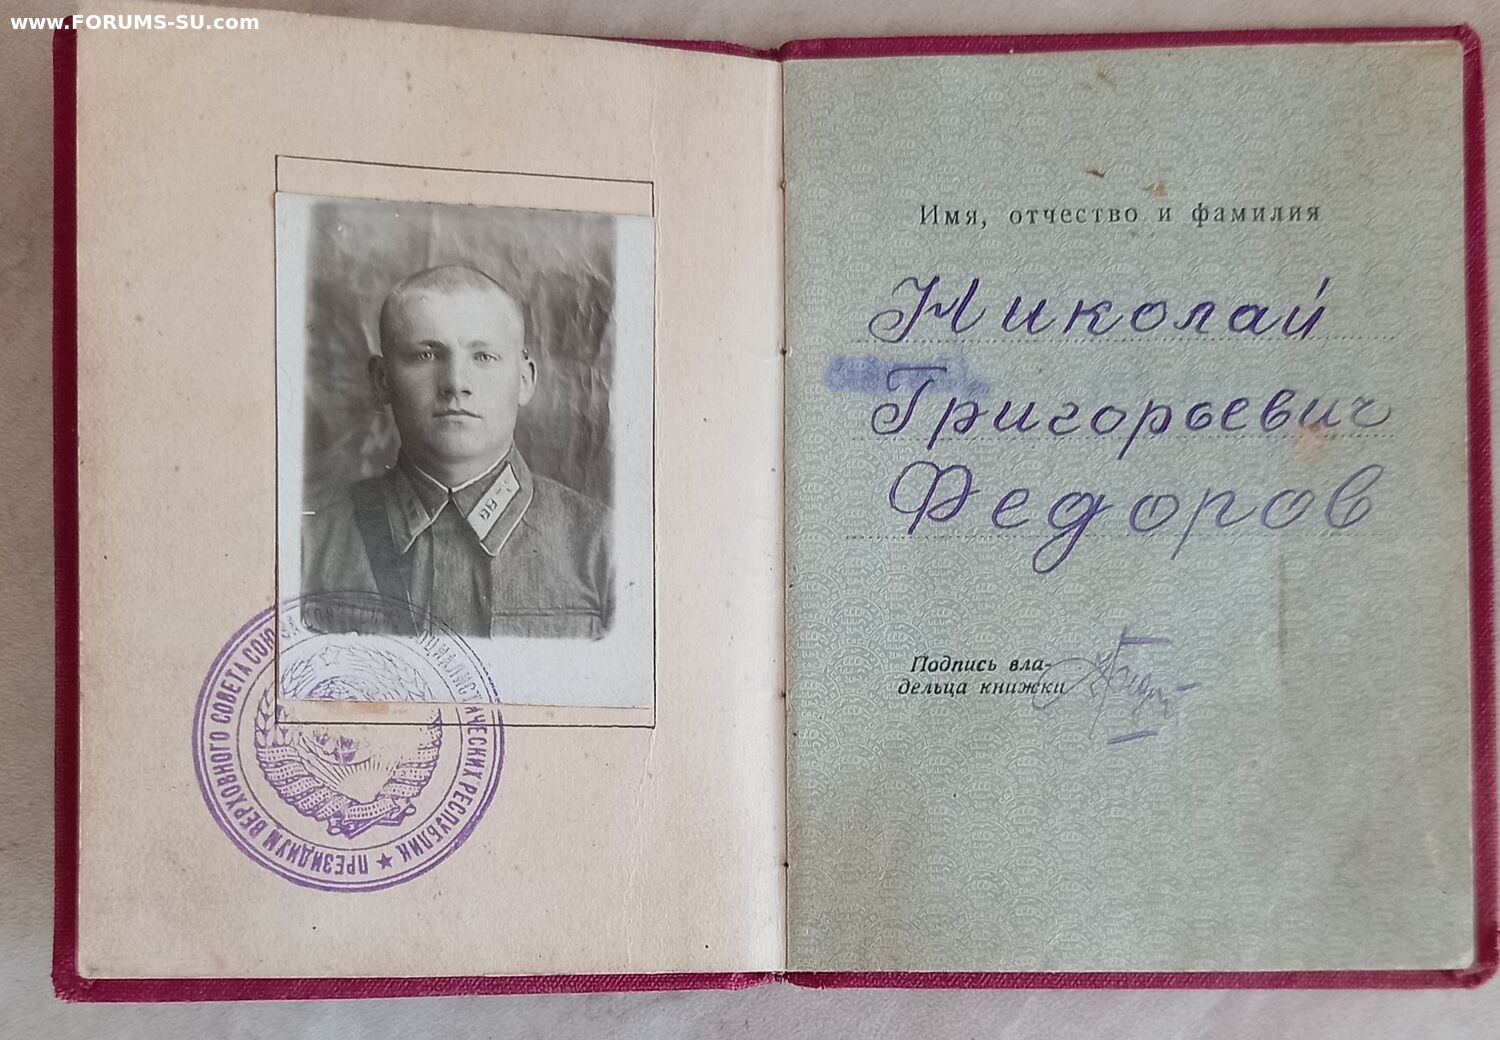 www.FORUMS-SU.com
ПРЕЗИДИУМ ВЕРХОВНОГО СОВЕТА СОЮЗА СОВЕТСКИХ СОЦИАЛИСТИЧЕСКИХ РЕСПУБЛИК
Имя, отчество и фамилия
Николай
Григорьевич
Федоров
Подпись вла-
дельца книжки